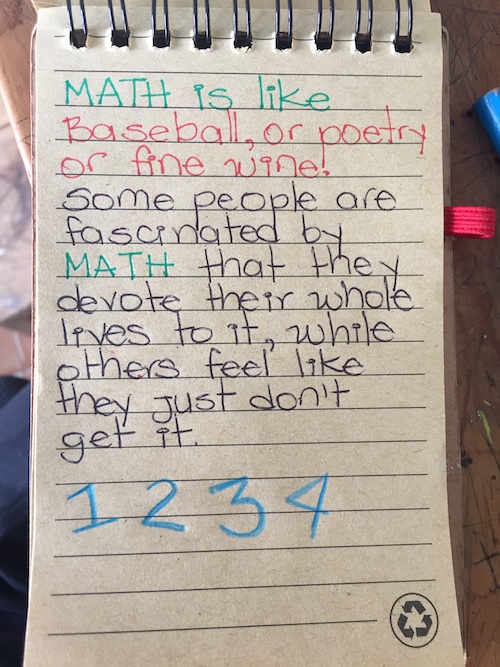 MATH is like
Baseball, or poetry
or fine wine!
Some people are
fascinated by
MATH that they
devote their whole
lives to it, while
others feel like
they just don't
get it.
1 2 3 4